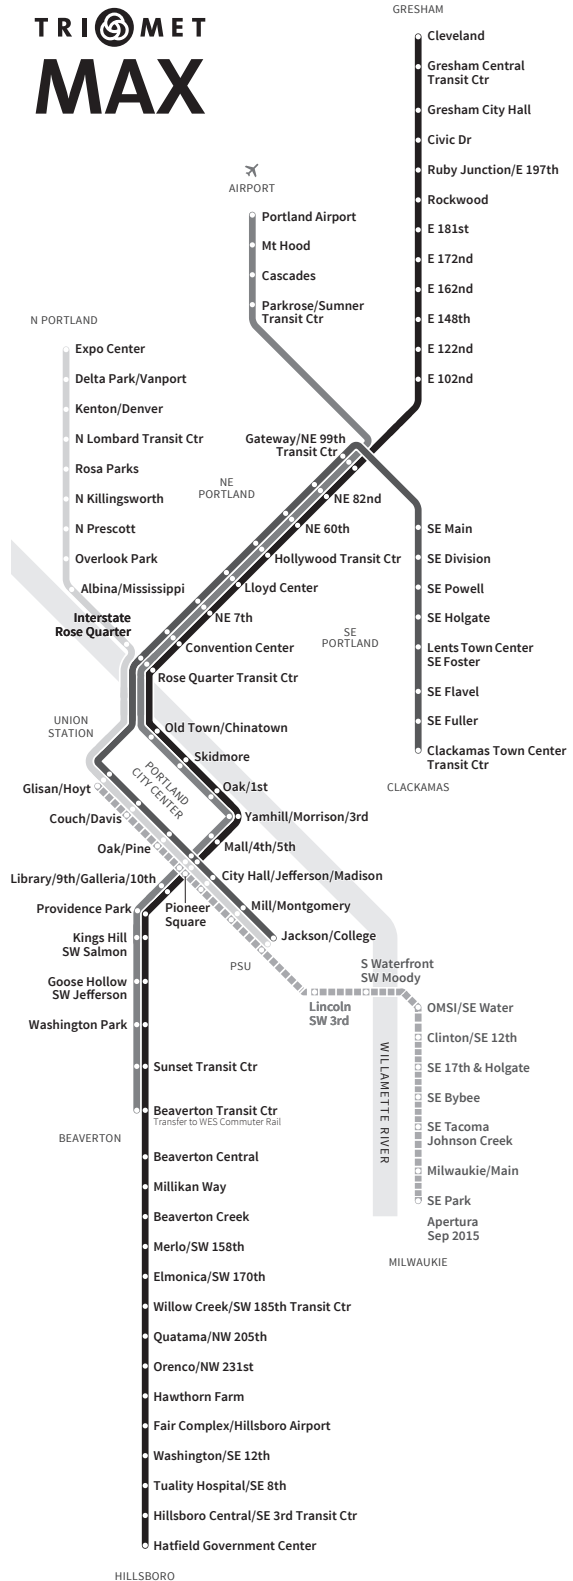 TRI MET
MAX
GRESHAM
Cleveland
Gresham Central
Transit Ctr
Gresham City Hall
Civic Dr
Ruby Junction/E 197th
Rockwood
E 181st
E 172nd
E 162nd
E 148th
E 122nd
E 102nd
AIRPORT
Portland Airport
Mt Hood
Cascades
Parkrose/Sumner
Transit Ctr
N PORTLAND
Expo Center
Delta Park/Vanport
Kenton/Denver
N Lombard Transit Ctr
Rosa Parks
N Killingsworth
N Prescott
Overlook Park
Albina/Mississippi
Interstate
Rose Quarter
Gateway/NE 99th
Transit Ctr
NE
PORTLAND
NE 82nd
NE 60th
Hollywood Transit Ctr
Lloyd Center
NE 7th
Convention Center
Rose Quarter Transit Ctr
SE
PORTLAND
SE Main
SE Division
SE Powell
SE Holgate
Lents Town Center
SE Foster
SE Flavel
SE Fuller
Clackamas Town Center
Transit Ctr
CLACKAMAS
UNION
STATION
Old Town/Chinatown
Skidmore
Oak/1st
Yamhill/Morrison/3rd
Mall/4th/5th
PORTLAND
CITY CENTER
Glisan/Hoyt
Couch/Davis
Oak/Pine
Library/9th/Galleria/10th
City Hall/Jefferson/Madison
Mill/Montgomery
Jackson/College
Pioneer
Square
PSU
Providence Park
Kings Hill
SW Salmon
Goose Hollow
SW Jefferson
Washington Park
Sunset Transit Ctr
Beaverton Transit Ctr
Transfer to WES Commuter Rail
BEAVERTON
S Waterfront
SW Moody
Lincoln
SW 3rd
OMSI/SE Water
Clinton/SE 12th
SE 17th & Holgate
SE Bybee
SE Tacoma
Johnson Creek
Milwaukie/Main
SE Park
Apertura
Sep 2015
MILWAUKIE
WILLAMETTE RIVER
Beaverton Central
Millikan Way
Beaverton Creek
Merlo/SW 158th
Elmonica/SW 170th
Willow Creek/SW 185th Transit Ctr
Quatama/NW 205th
Orenco/NW 231st
Hawthorn Farm
Fair Complex/Hillsboro Airport
Washington/SE 12th
Tuality Hospital/SE 8th
Hillsboro Central/SE 3rd Transit Ctr
Hatfield Government Center
HILLSBORO